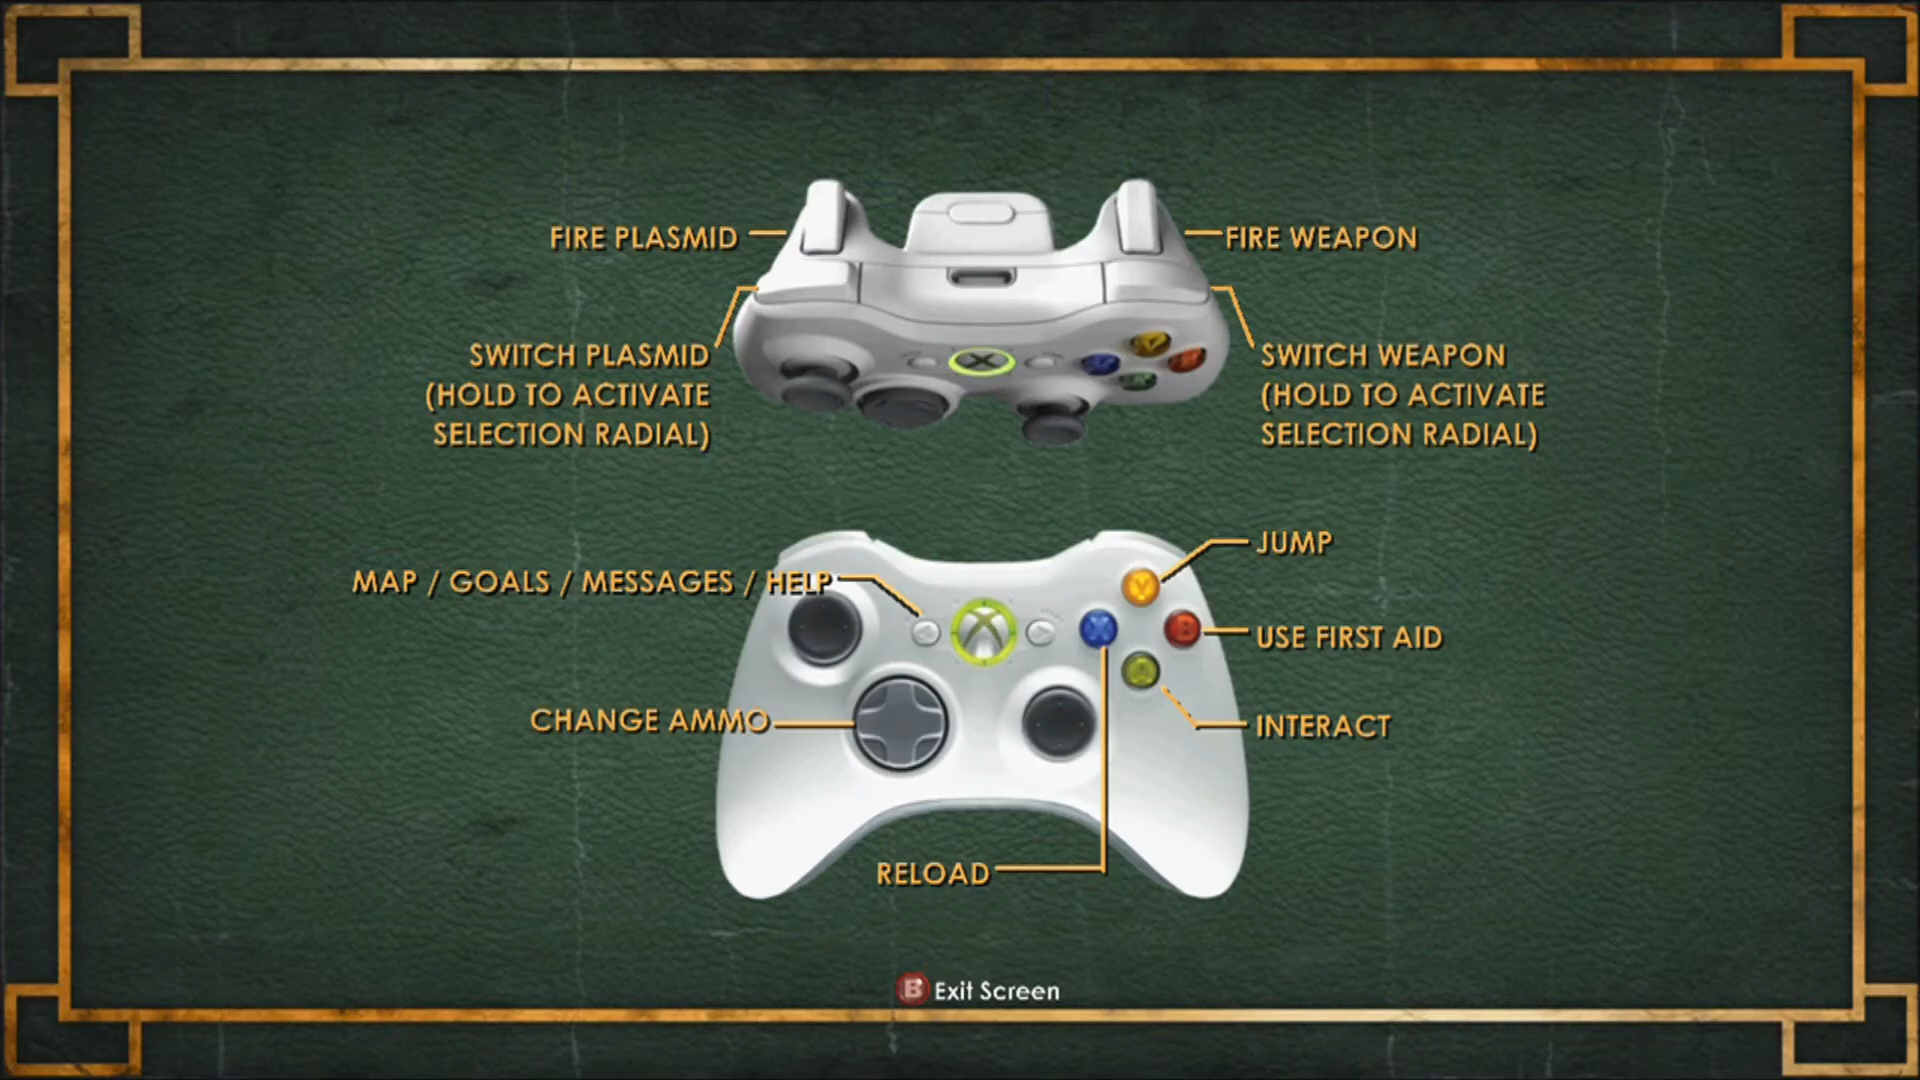 FIRE PLASMID
FIRE WEAPON
SWITCH PLASMID
(HOLD TO ACTIVATE
SELECTION RADIAL)
SWITCH WEAPON
(HOLD TO ACTIVATE
SELECTION RADIAL)
JUMP
MAP / GOALS / MESSAGES / HELP
Y
X
B
USE FIRST AID
CHANGE AMMO
INTERACT
RELOAD
B Exit Screen